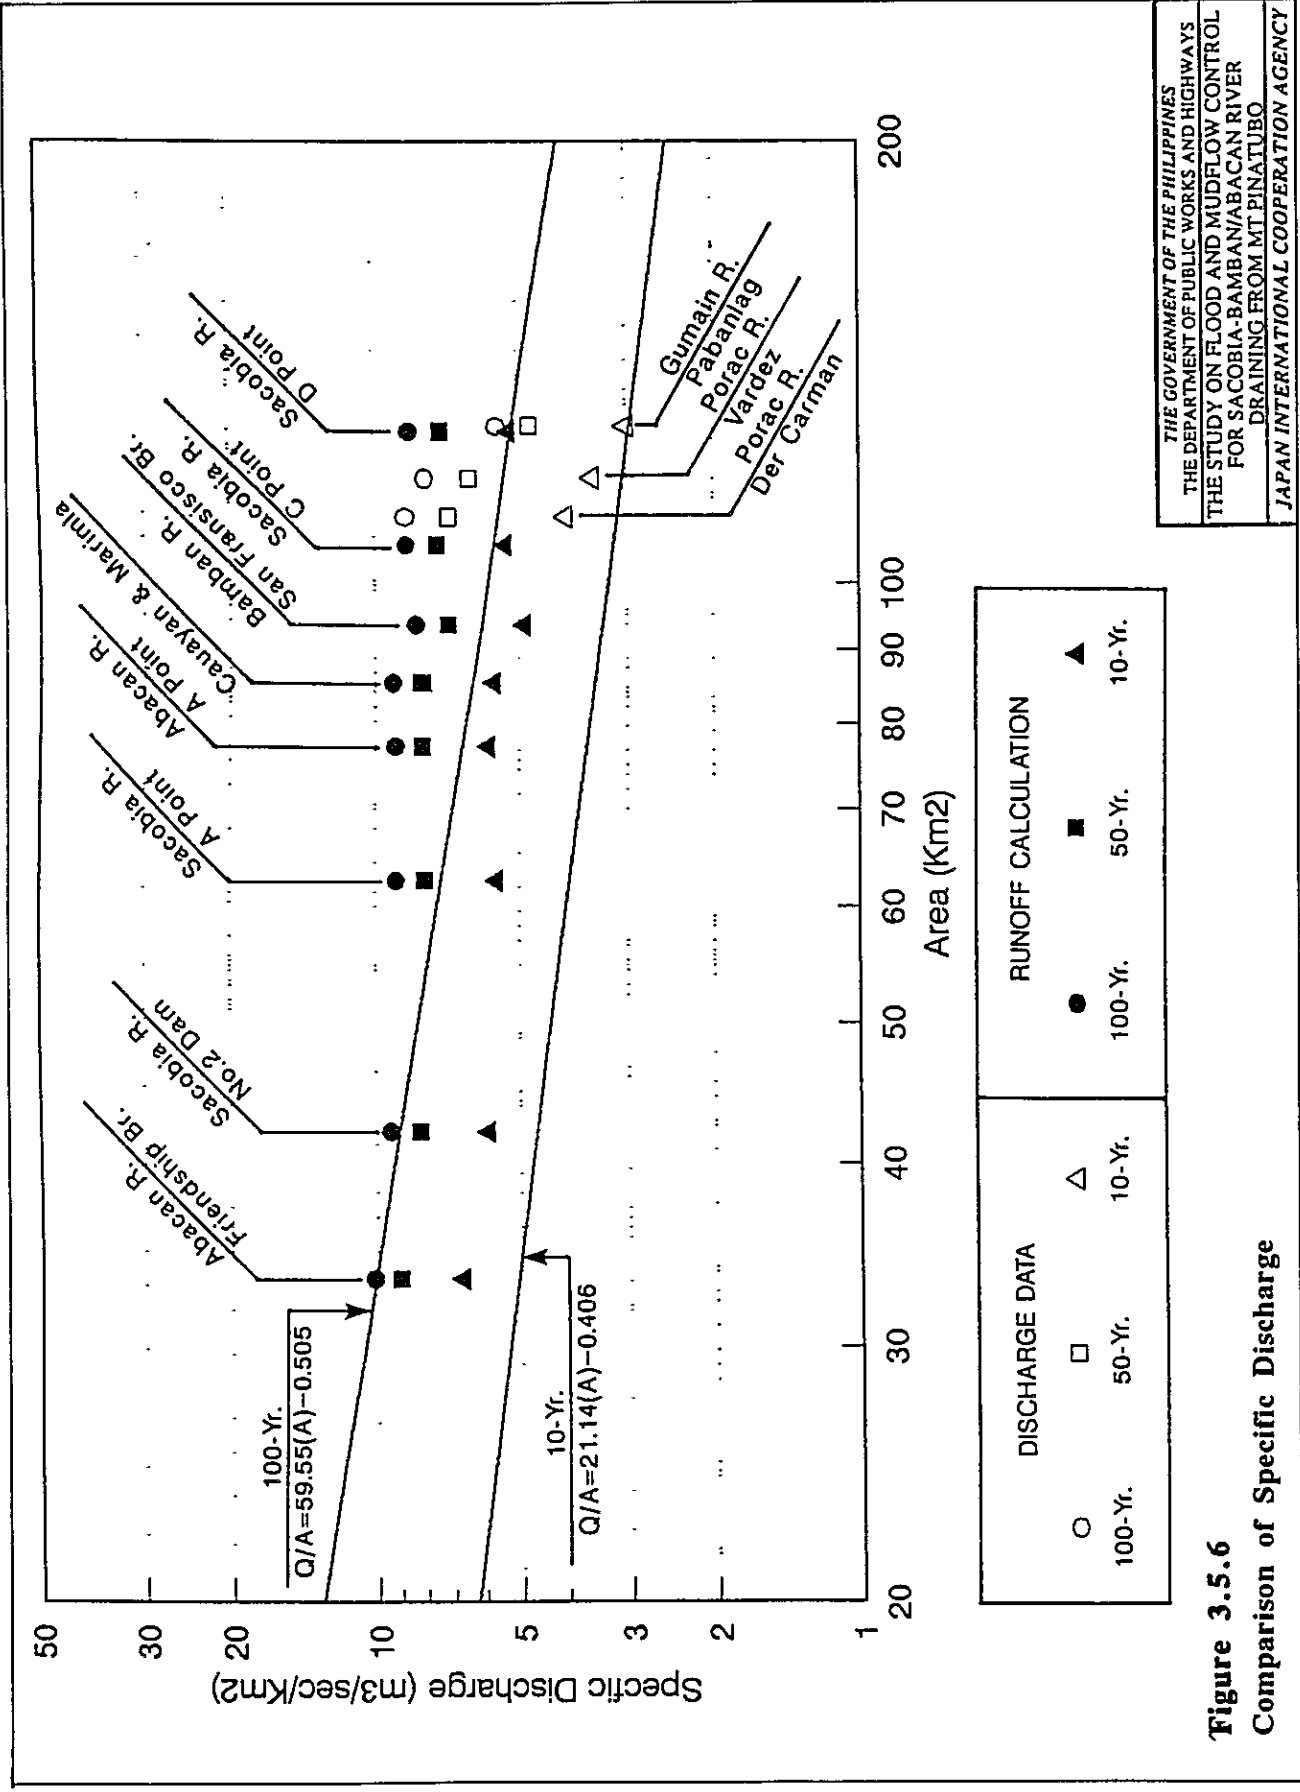 50
30
20
10
5
3
2
1
Specfic Discharge (m3/sec/Km2)
20
30
40
50
60
70
80
90
100
200
Area (Km2)
100-Yr.
Q/A=59.55(A)-0.505
10-Yr.
Q/A=21.14(A)-0.406
Abacan R.
Friendship Br.
Sacobia R.
No.2 Dam
Sacobia R.
A Point
Abacan R.
A Point
Cauayan & Marimla
Bamban R.
San Fransisco Br.
Sacobia R.
C Point
Sacobia R.
D Point
Gumain R.
Pabanlag
Porac R.
Vardez
Porac R.
Der Carman
DISCHARGE DATA
100-Yr.
50-Yr.
10-Yr.
RUNOFF CALCULATION
100-Yr.
50-Yr.
10-Yr.
Figure 3.5.6
Comparison of Specific Discharge
THE GOVERNMENT OF THE PHILIPPINES
THE DEPARTMENT OF PUBLIC WORKS AND HIGHWAYS
THE STUDY ON FLOOD AND MUDFLOW CONTROL
FOR SACOBIA-BAMBAN/ABACAN RIVER
DRAINING FROM MT PINATUBO
JAPAN INTERNATIONAL COOPERATION AGENCY